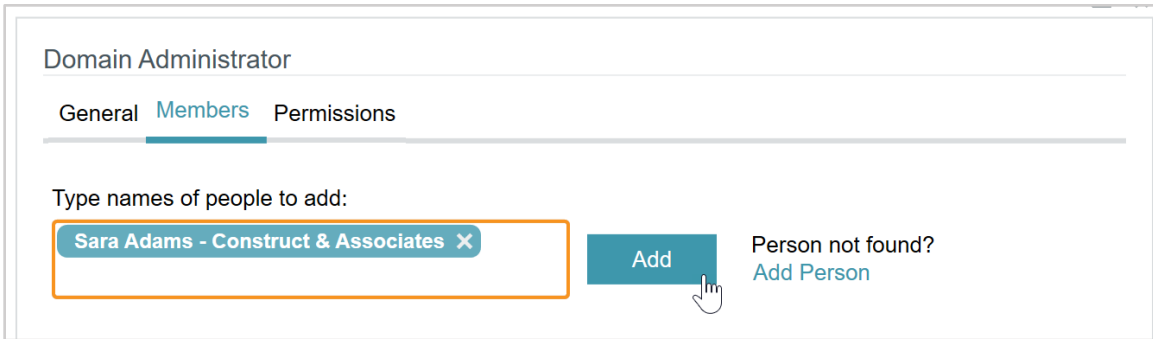 Domain Administrator
General Members Permissions
Type names of people to add:
Sara Adams - Construct & Associates ×
Add
Person not found?
Add Person